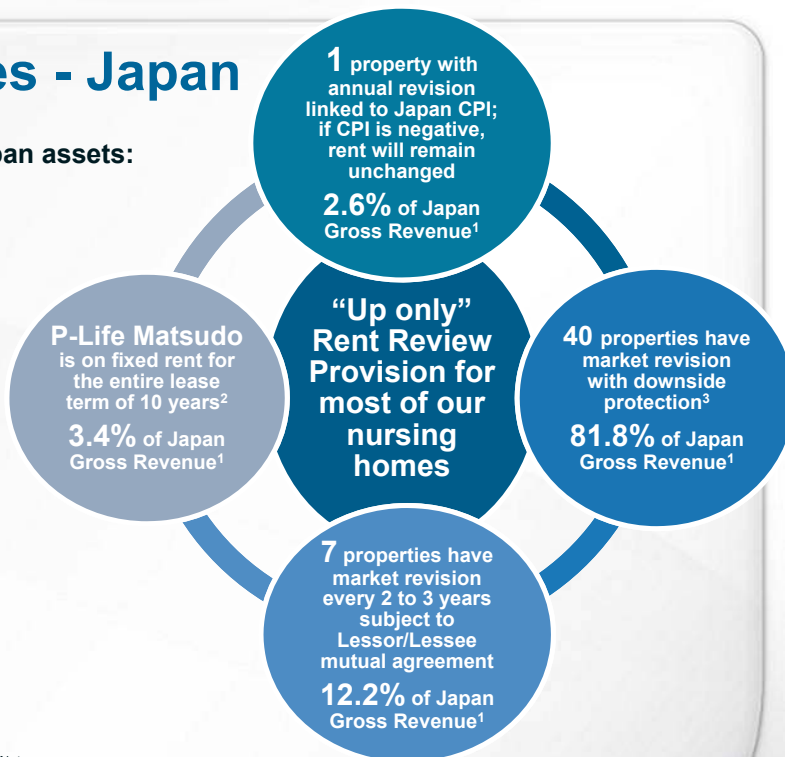 es - Japan
pan assets:
1 property with
annual revision
linked to Japan CPI;
if CPI is negative,
rent will remain
unchanged
2.6% of Japan
Gross Revenue¹
P-Life Matsudo
is on fixed rent for
the entire lease
term of 10 years²
3.4% of Japan
Gross Revenue¹
“Up only”
Rent Review
Provision for
most of our
nursing
homes
40 properties have
market revision
with downside
protection³
81.8% of Japan
Gross Revenue¹
7 properties have
market revision
every 2 to 3 years
subject to
Lessor/Lessee
mutual agreement
12.2% of Japan
Gross Revenue¹